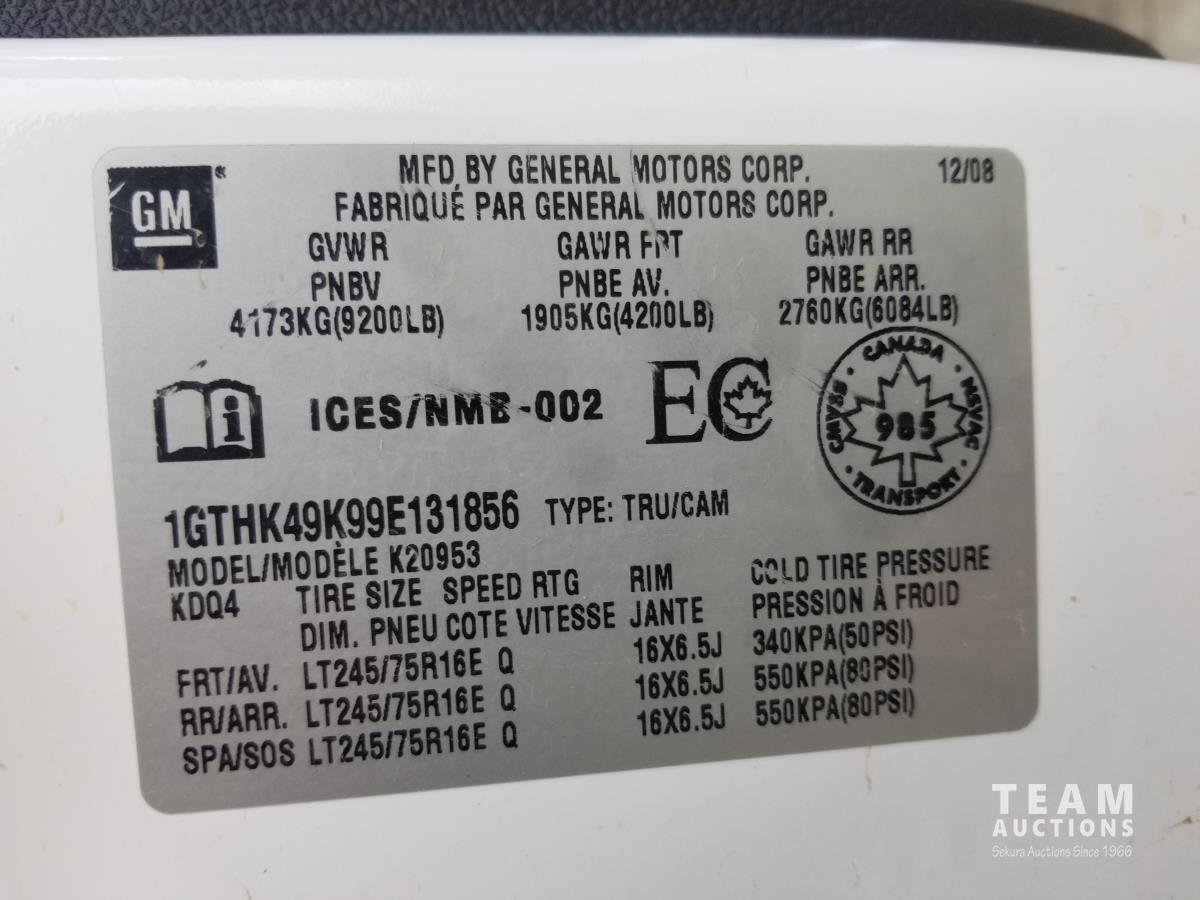 GM
MFD BY GENERAL MOTORS CORP. 12/08
FABRIQUÉ PAR GENERAL MOTORS CORP.
GVWR GAWR FRT GAWR RR
PNBV PNBE AV. PNBE ARR.
4173KG(9200LB) 1905KG(4200LB) 2760KG(6084LB)
i ICES/NMB-002 EC
CANADA
CMVSS 985 NSVAC
TRANSPORT
1GTHK49K99E131856 TYPE: TRU/CAM
MODEL/MODÈLE K20953
KDQ4 TIRE SIZE SPEED RTG RIM COLD TIRE PRESSURE
DIM. PNEU COTE VITESSE JANTE PRESSION À FROID
FRT/AV. LT245/75R16E Q 16X6.5J 340KPA(50PSI)
RR/ARR. LT245/75R16E Q 16X6.5J 550KPA(80PSI)
SPA/SOS LT245/75R16E Q 16X6.5J 550KPA(80PSI)
TEAM
AUCTIONS
Sekura Auctions Since 1966